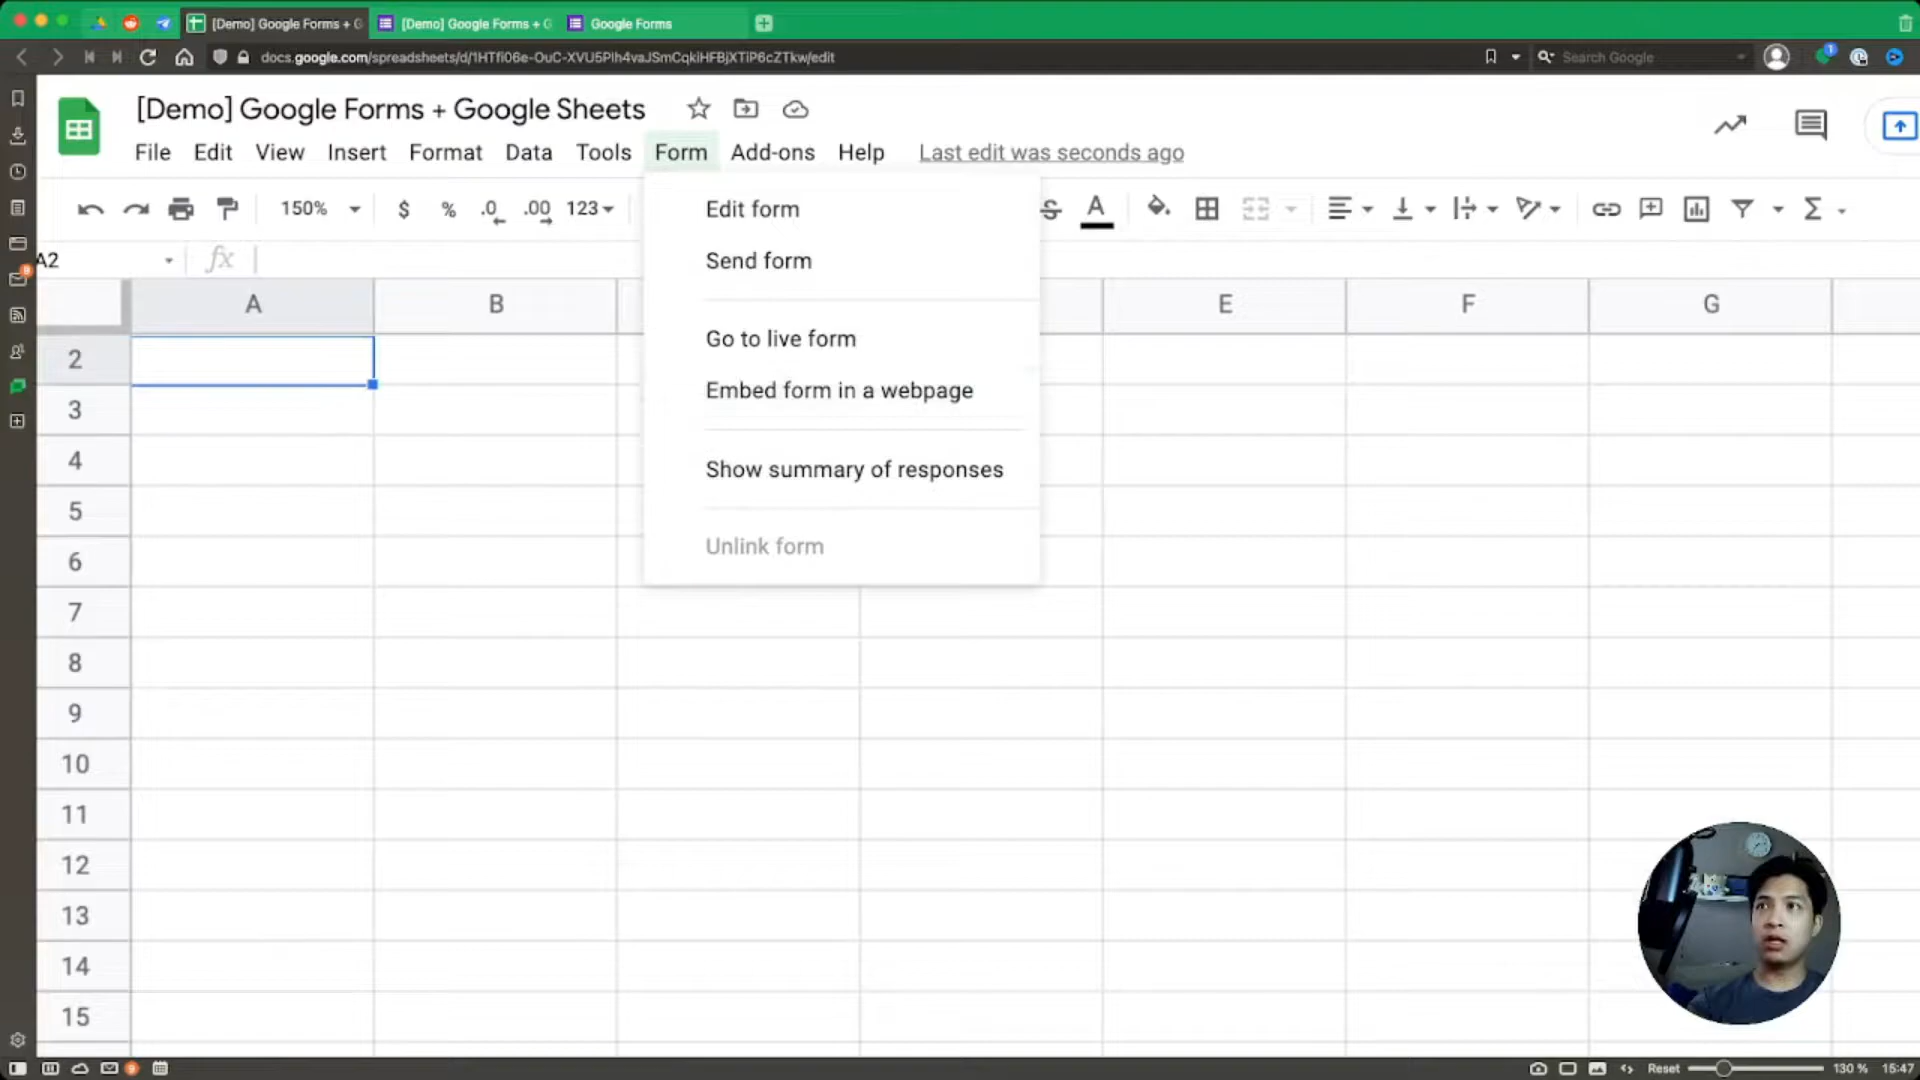 [Demo] Google Forms + G
[Demo] Google Forms + G
Google Forms
docs.google.com/spreadsheets/d/1HTfI06e-OuC-XVU5PIh4vaJSmCqkiHFBjXTiP6cZTkw/edit
Search Google
1
[Demo] Google Forms + Google Sheets
File Edit View Insert Format Data Tools Form Add-ons Help Last edit was seconds ago
150% $ % .0 .00 123 S A Σ
A2 fx
Edit form
Send form
Go to live form
Embed form in a webpage
Show summary of responses
Unlink form
A B E F G
2
3
4
5
6
7
8
9
10
11
12
13
14
15
Reset 130 % 15:47